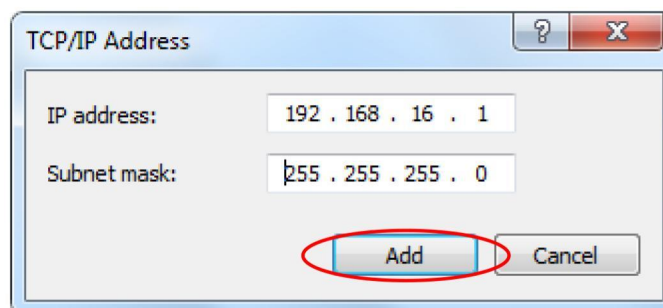 TCP/IP Address
?
X
IP address: 192 . 168 . 16 . 1
Subnet mask: 255 . 255 . 255 . 0
Add Cancel